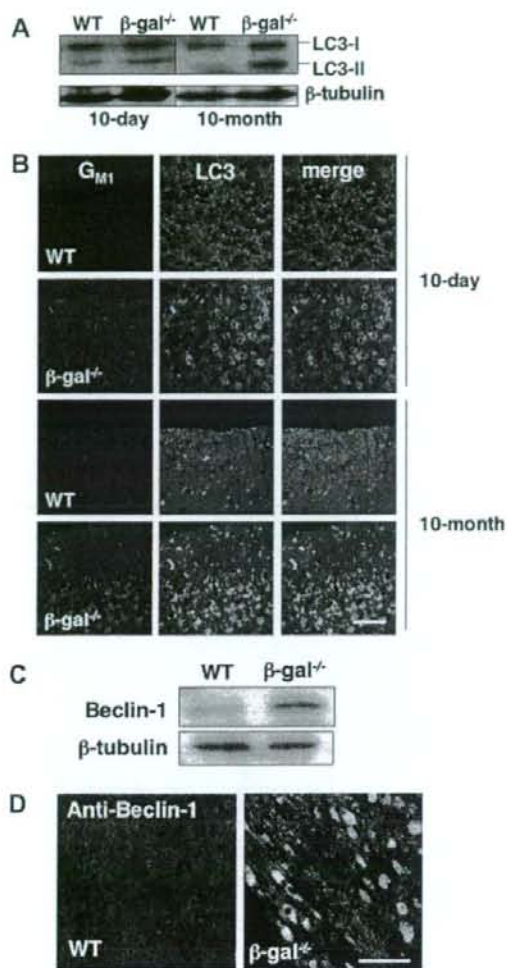 A
WT β-gal-/- WT β-gal-/-
LC3-I
LC3-II
β-tubulin
10-day 10-month
B
GM1 LC3 merge
WT
β-gal-/-
10-day
WT
β-gal-/-
10-month
C
WT β-gal-/-
Beclin-1
β-tubulin
D
Anti-Beclin-1
WT
β-gal-/-